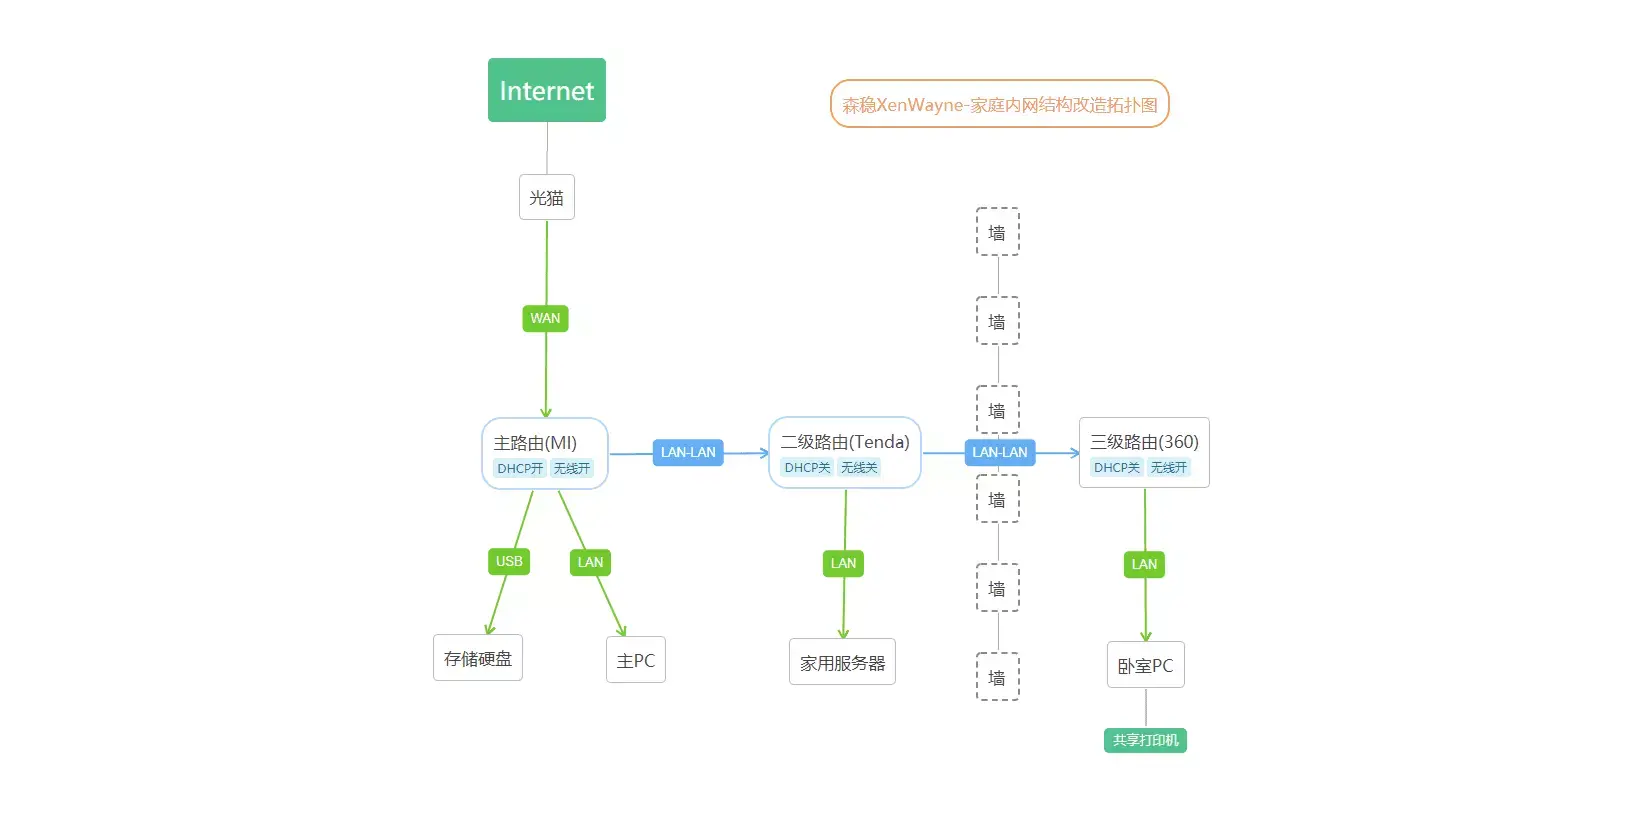 Internet
森稳XenWayne-家庭内网结构改造拓扑图
光猫
墙
墙
WAN
墙
主路由(MI)
DHCP开 无线开
LAN-LAN
二级路由(Tenda)
DHCP关 无线关
LAN-LAN
三级路由(360)
DHCP关 无线开
墙
USB
LAN
LAN
LAN
墙
存储硬盘
主PC
家用服务器
卧室PC
墙
共享打印机